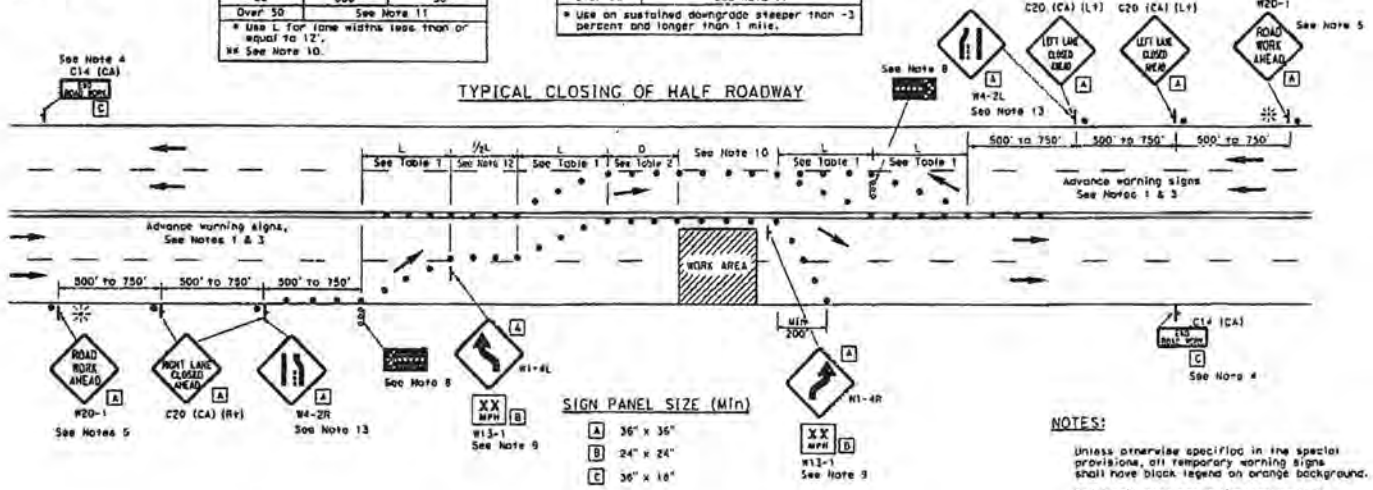 Over 50 See Note 11
* Use L for lane widths less than or
equal to 12'.
** See Note 10.
* Use on sustained downgrade steeper than -3
percent and longer than 1 mile.
TYPICAL CLOSING OF HALF ROADWAY
See Note 4
C14 (CA)
END
ROAD WORK
C
See Note 8
W4-2L
See Note 13
A
C20 (CA) (Lt)
LEFT LANE
CLOSED
AHEAD
A
C20 (CA) (Lt)
LEFT LANE
CLOSED
AHEAD
A
W20-1
See Note 5
ROAD
WORK
AHEAD
A
L
See Table 1
1/2L
See Note 12
L
See Table 1
D
See Table 2
See Note 10
L
See Table 1
L
See Table 1
500' to 750'
500' to 750'
500' to 750'
Advance warning signs
See Notes 1 & 3
Advance warning signs,
See Notes 1 & 3
500' to 750'
500' to 750'
500' to 750'
WORK AREA
MIN
200'
ROAD
WORK
AHEAD
A
W20-1
See Notes 5
RIGHT LANE
CLOSED
AHEAD
A
C20 (CA) (Rt)
A
W4-2R
See Note 13
See Note 8
A
W1-4L
XX
MPH
B
W13-1
See Note 9
SIGN PANEL SIZE (Min)
A 36" x 36"
B 24" x 24"
C 36" x 18"
A
W1-4R
XX
MPH
B
W13-1
See Note 9
C14 (CA)
END
ROAD WORK
C
See Note 4
NOTES:
Unless otherwise specified in the special
provisions, all temporary warning signs
shall have black legend on orange background.